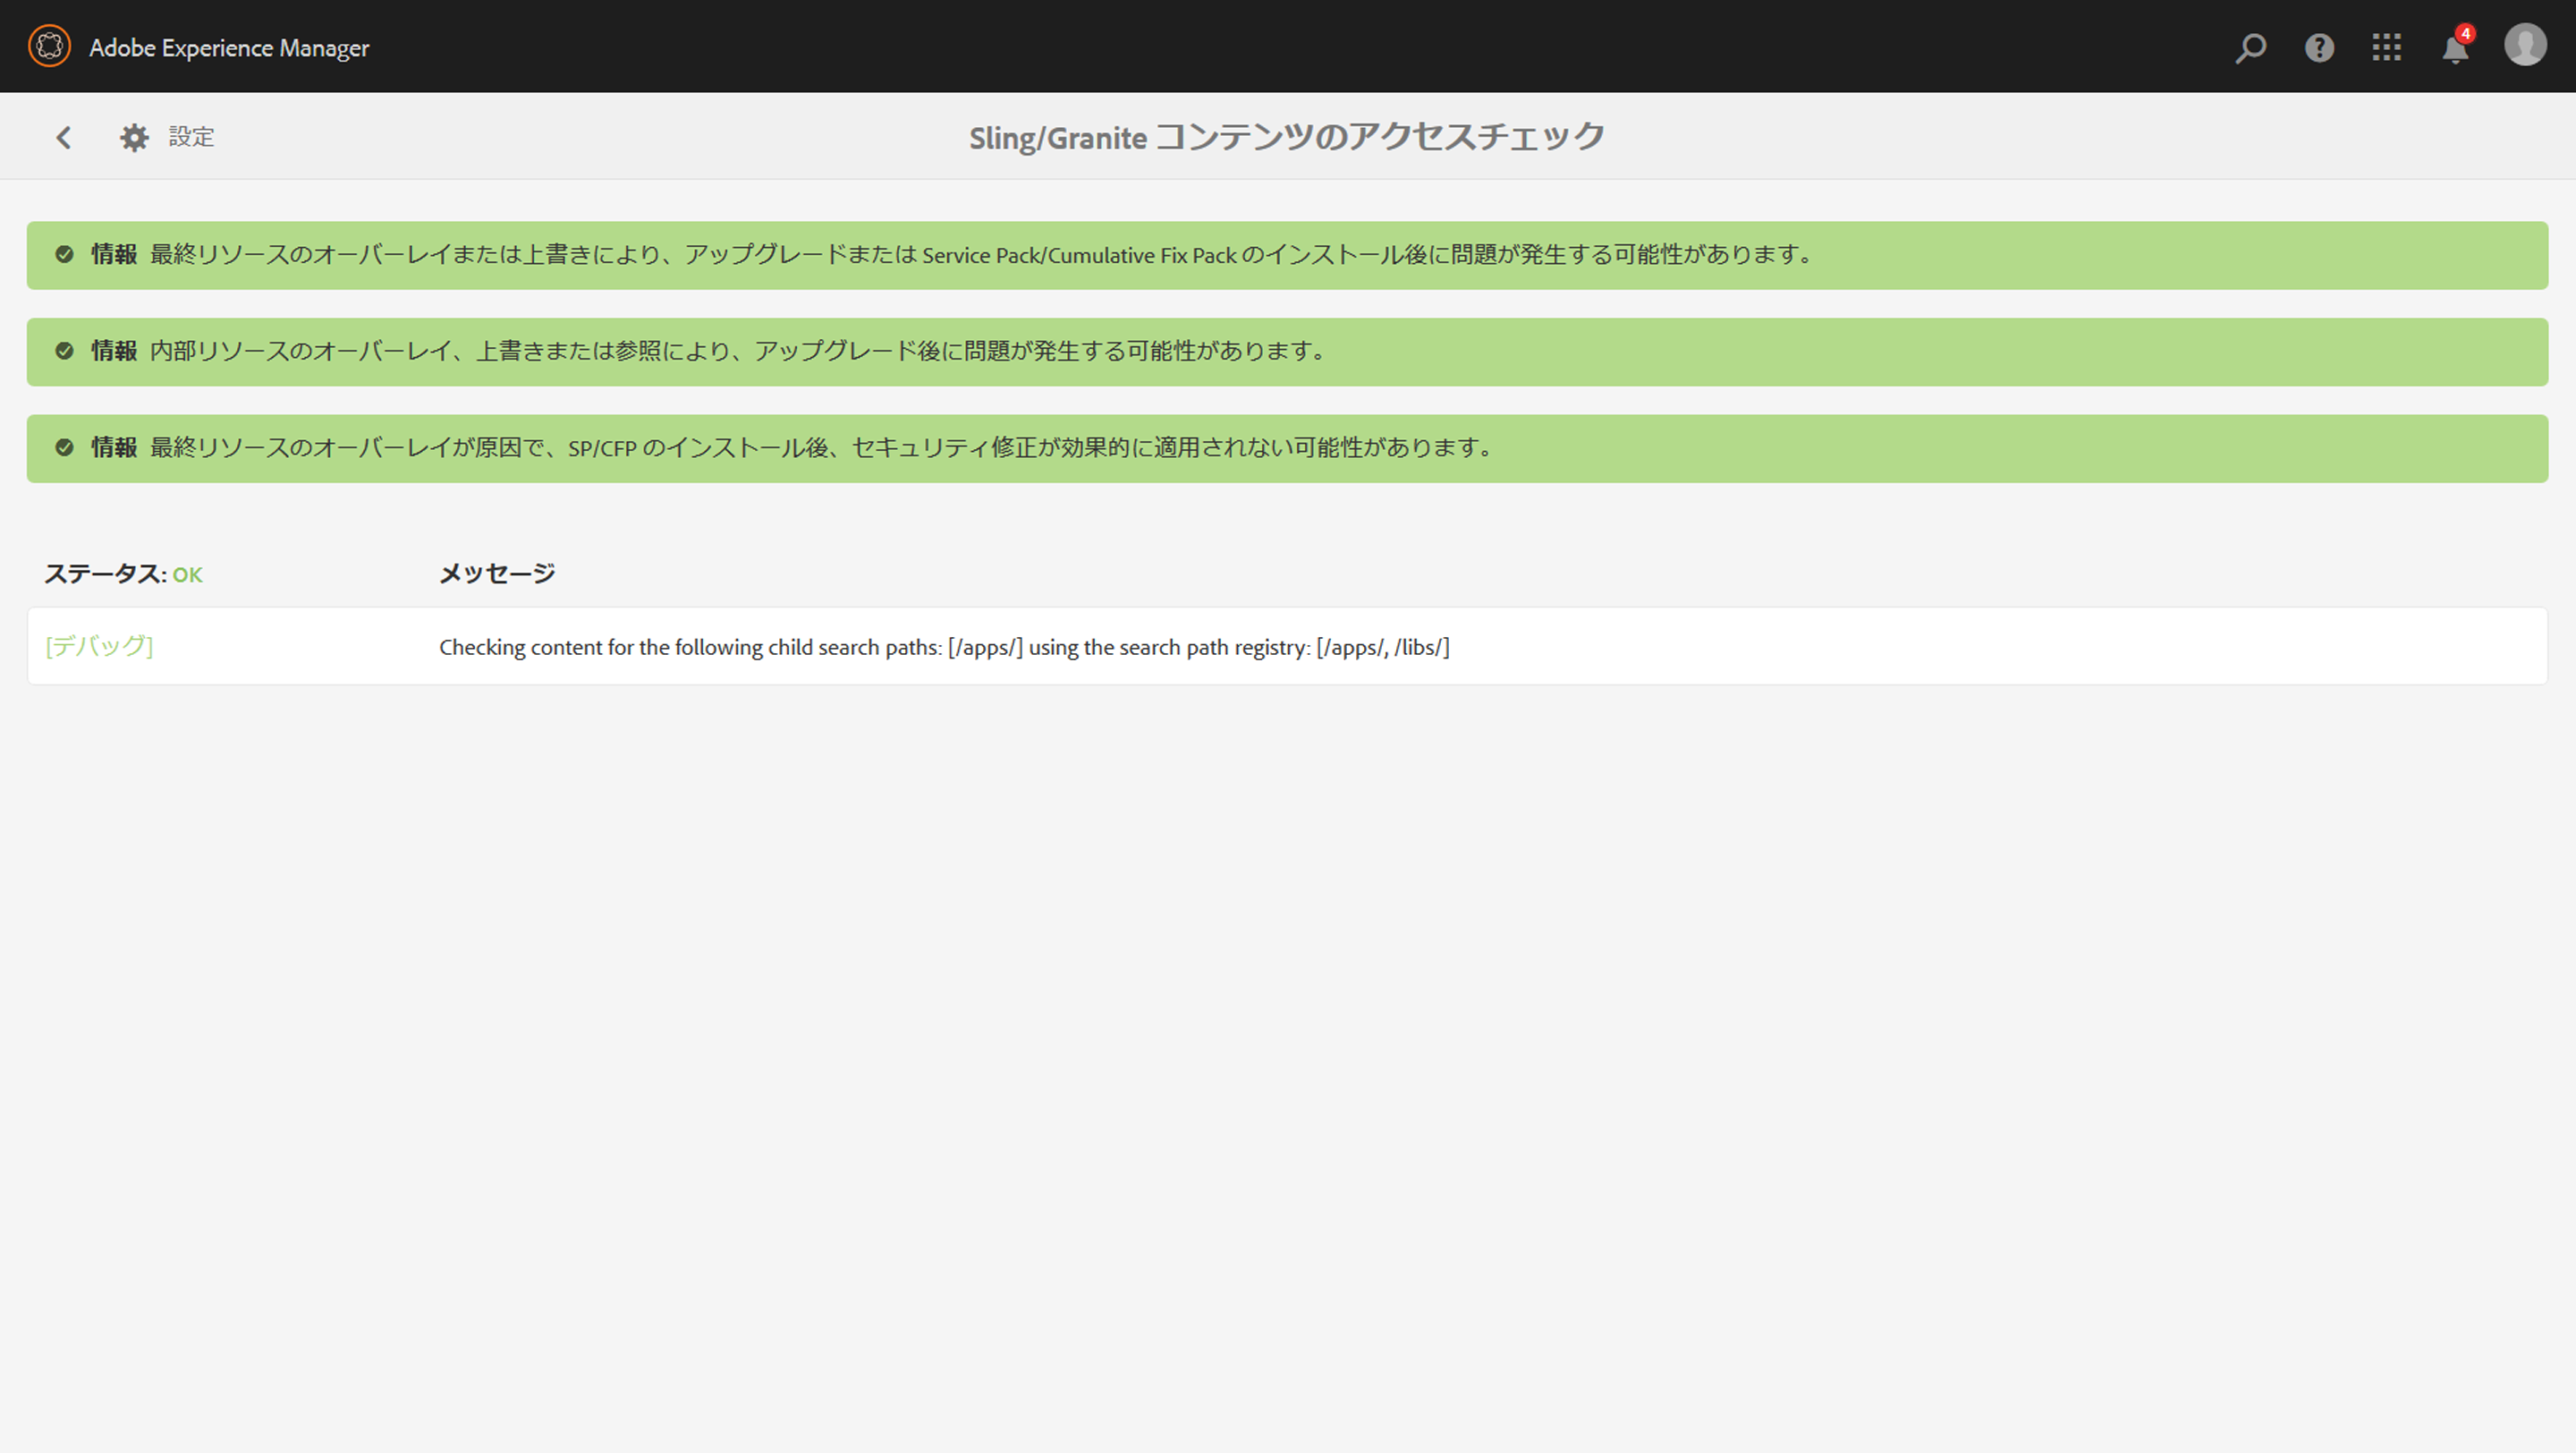 Adobe Experience Manager
4
設定
Sling/Granite コンテンツのアクセスチェック
情報 最終リソースのオーバーレイまたは上書きにより、アップグレードまたは Service Pack/Cumulative Fix Pack のインストール後に問題が発生する可能性があります。
情報 内部リソースのオーバーレイ、上書きまたは参照により、アップグレード後に問題が発生する可能性があります。
情報 最終リソースのオーバーレイが原因で、SP/CFP のインストール後、セキュリティ修正が効果的に適用されない可能性があります。
ステータス: OK メッセージ
[デバッグ] Checking content for the following child search paths: [/apps/] using the search path registry: [/apps/, /libs/]